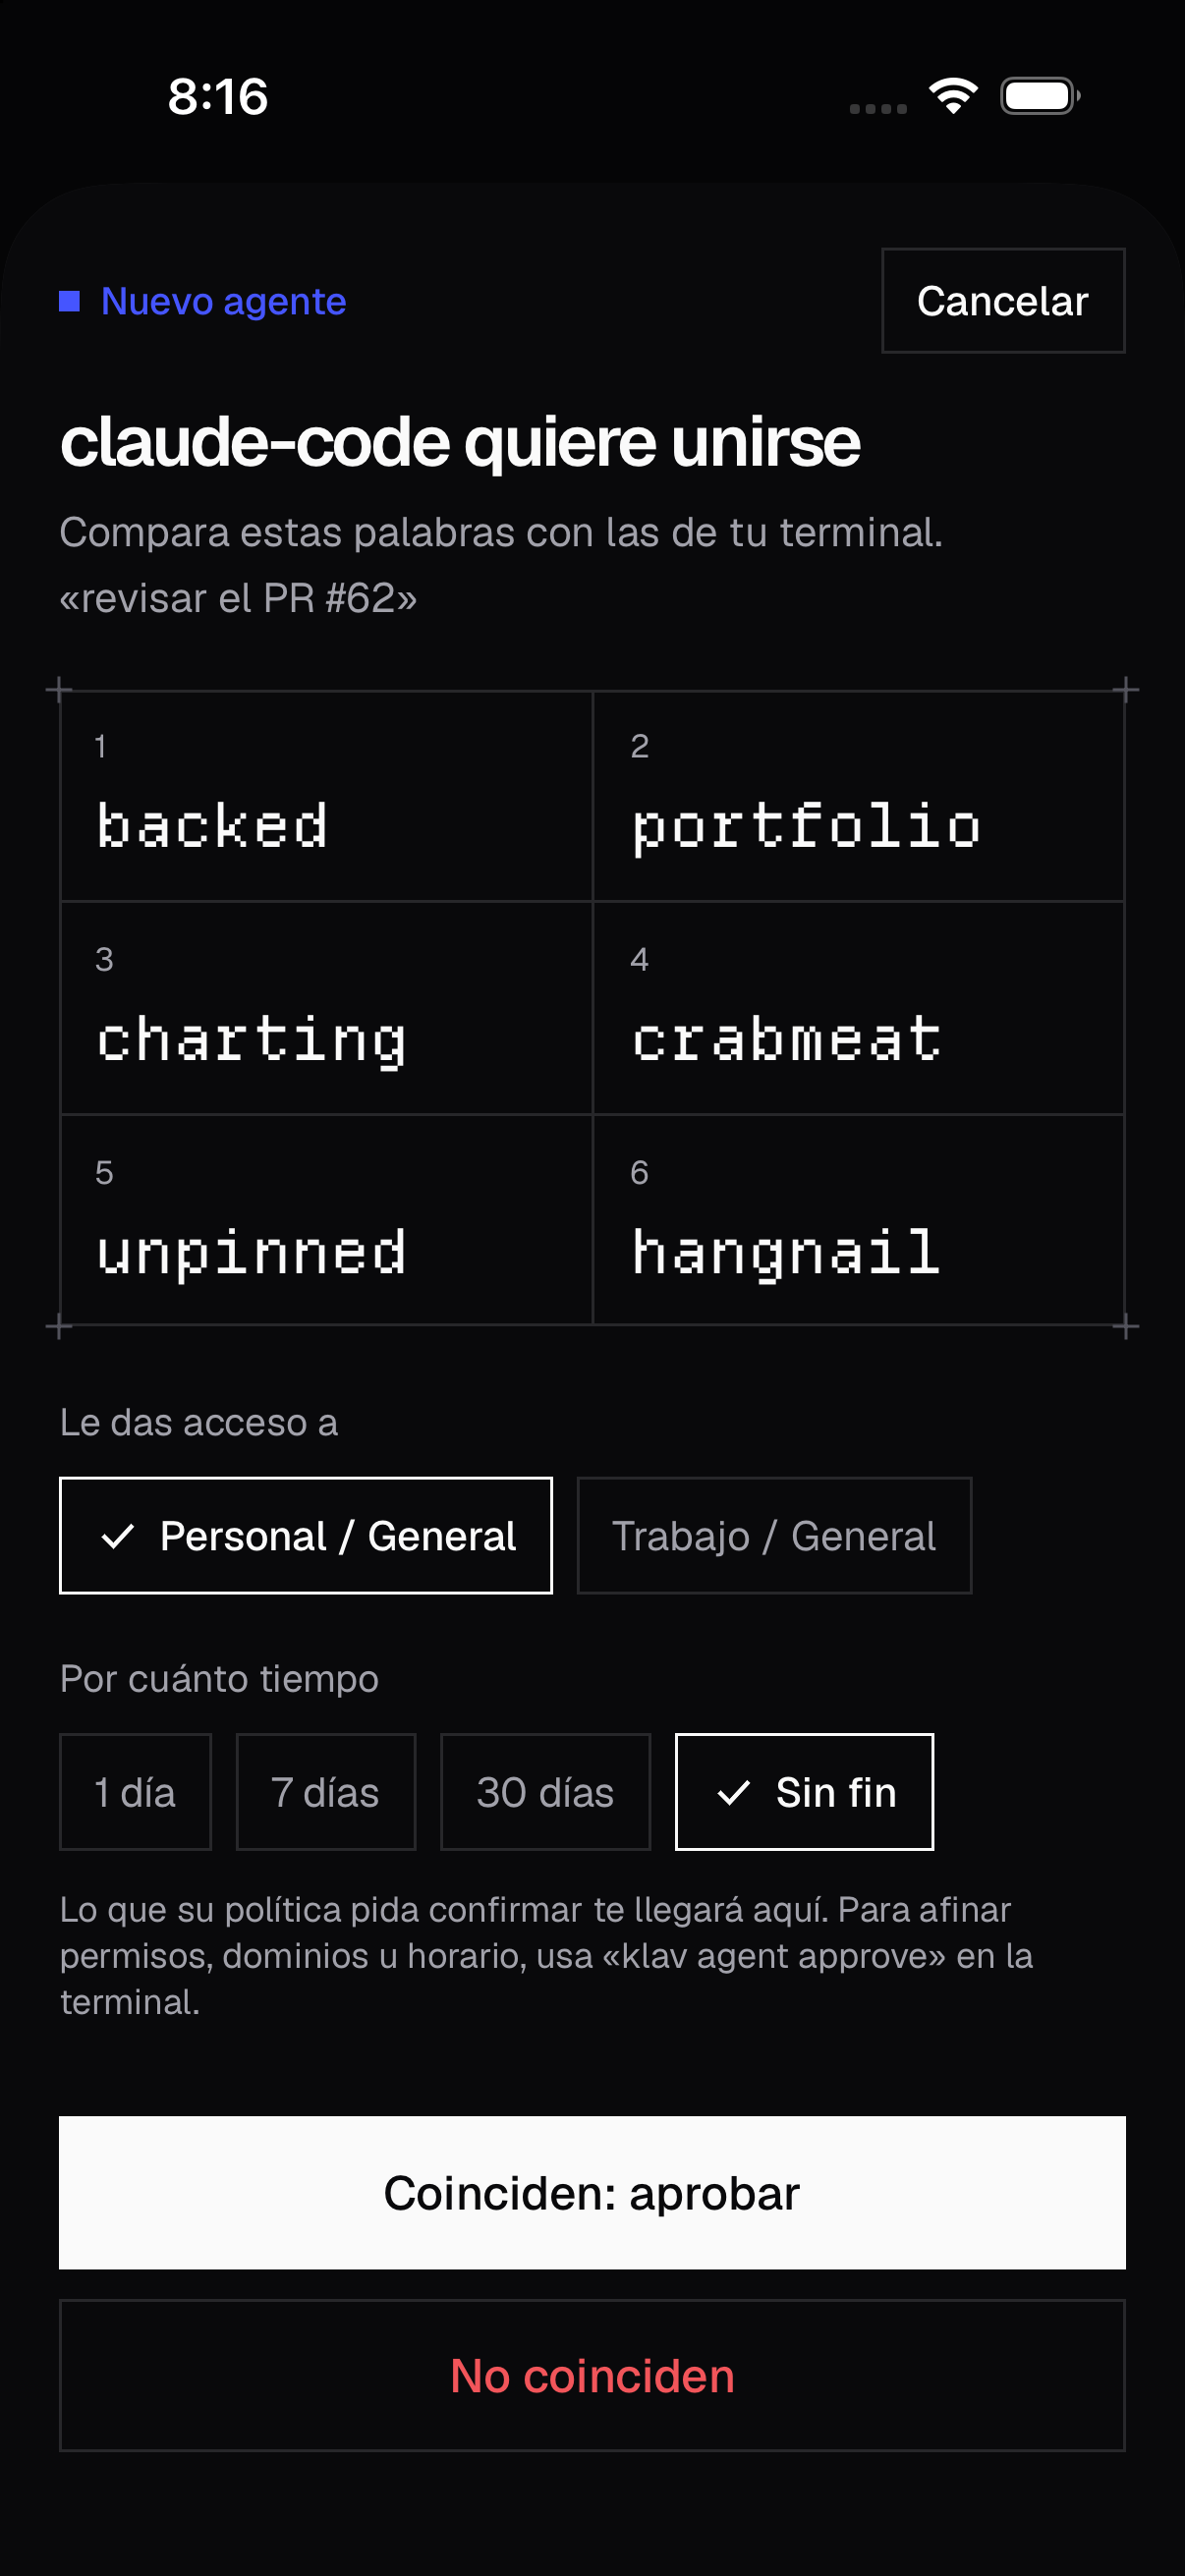 8:16
Nuevo agente
Cancelar
claude-code quiere unirse
Compara estas palabras con las de tu terminal.
«revisar el PR #62»
1
2
backed
portfolio
3
4
charting
crabmeat
5
6
unpinned
hangnail
Le das acceso a
Personal / General
Trabajo / General
Por cuánto tiempo
1 día
7 días
30 días
Sin fin
Lo que su política pida confirmar te llegará aquí. Para afinar
permisos, dominios u horario, usa «klav agent approve» en la
terminal.
Coinciden: aprobar
No coinciden